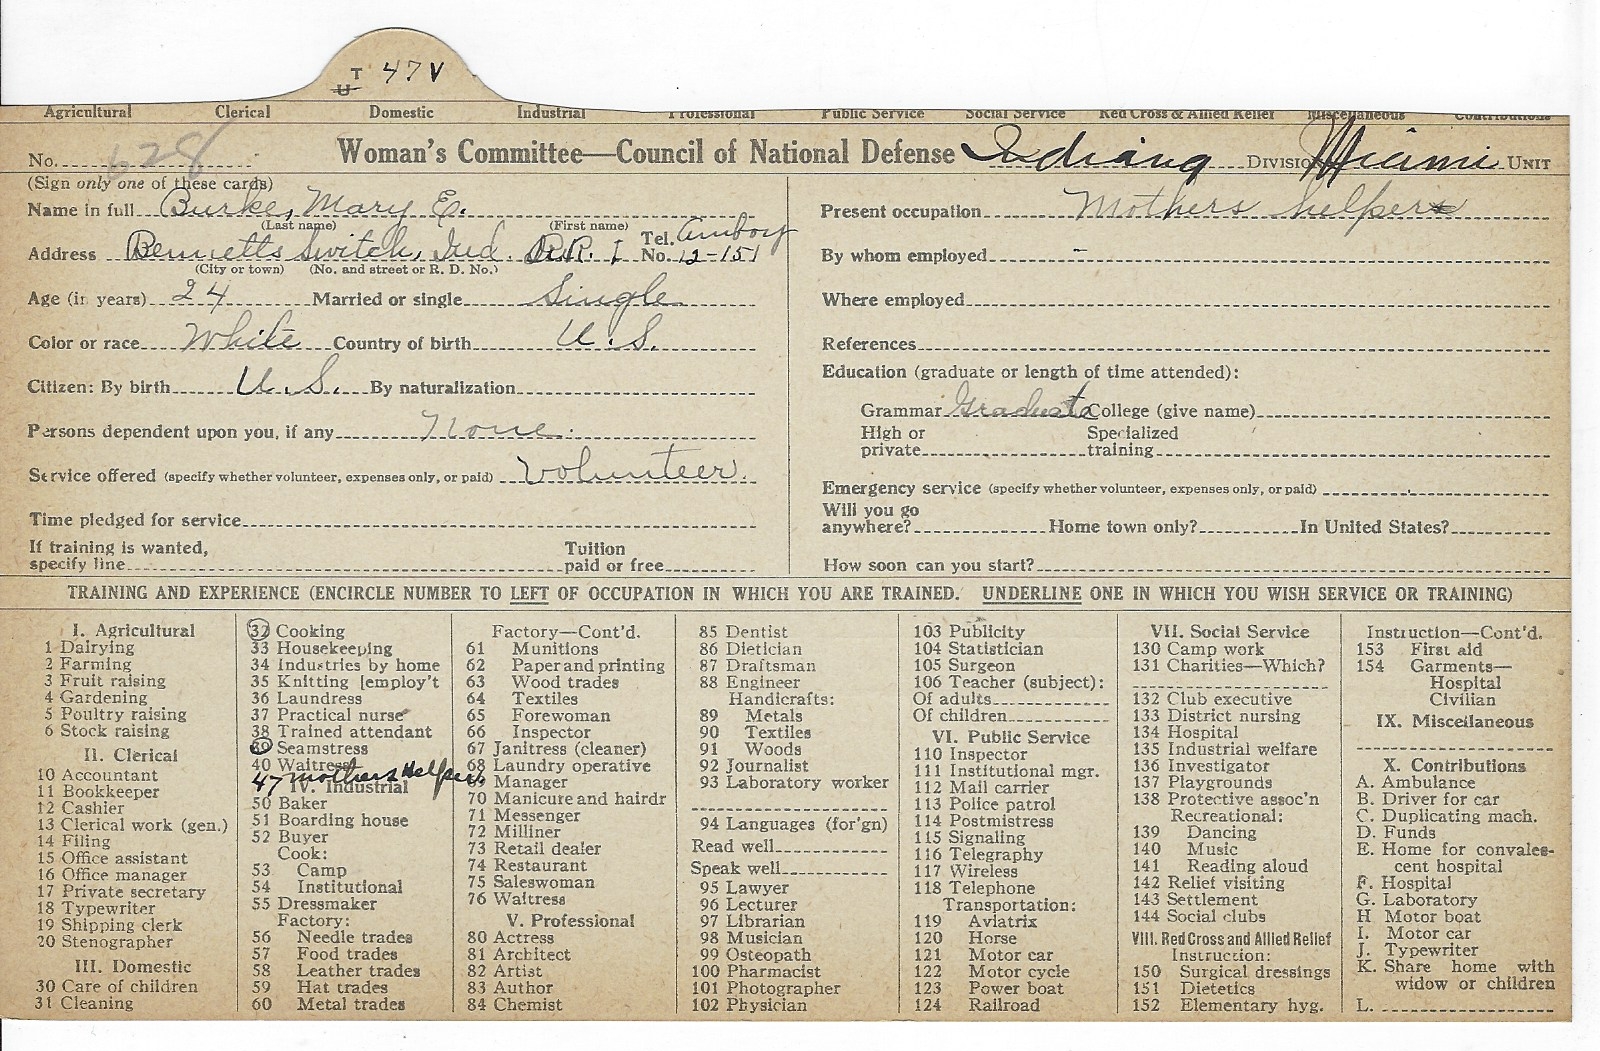 T
U 47 V
Agricultural Clerical Domestic Industrial Professional Public Service Social Service Red Cross & Allied Relief Miscellaneous Contributions
No. 628 Woman's Committee—Council of National Defense Indiana DIVISION Miami UNIT
(Sign only one of these cards)
Name in full Burke, Mary E.
(Last name) (First name)
Address Bennetts Switch, Ind. R.R. 1 Tel. No. Amboy 12-151
(City or town) (No. and street or R. D. No.)
Age (in years) 24 Married or single Single
Color or race White Country of birth U.S.
Citizen: By birth U.S. By naturalization
Persons dependent upon you, if any None.
Service offered (specify whether volunteer, expenses only, or paid) Volunteer.
Time pledged for service
If training is wanted, Tuition
specify line paid or free
Present occupation Mothers helper
By whom employed -
Where employed
References
Education (graduate or length of time attended):
Grammar Graduate College (give name)
High or Specialized
private training
Emergency service (specify whether volunteer, expenses only, or paid)
Will you go
anywhere? Home town only? In United States?
How soon can you start?
TRAINING AND EXPERIENCE (ENCIRCLE NUMBER TO LEFT OF OCCUPATION IN WHICH YOU ARE TRAINED. UNDERLINE ONE IN WHICH YOU WISH SERVICE OR TRAINING)
I. Agricultural
1 Dairying
2 Farming
3 Fruit raising
4 Gardening
5 Poultry raising
6 Stock raising
II. Clerical
10 Accountant
11 Bookkeeper
12 Cashier
13 Clerical work (gen.)
14 Filing
15 Office assistant
16 Office manager
17 Private secretary
18 Typewriter
19 Shipping clerk
20 Stenographer
III. Domestic
30 Care of children
31 Cleaning
32 Cooking
33 Housekeeping
34 Industries by home
35 Knitting [employ't
36 Laundress
37 Practical nurse
38 Trained attendant
39 Seamstress
40 Waitress
47 Mothers Helper
IV. Industrial
50 Baker
51 Boarding house
52 Buyer
Cook:
53 Camp
54 Institutional
55 Dressmaker
Factory:
56 Needle trades
57 Food trades
58 Leather trades
59 Hat trades
60 Metal trades
Factory—Cont'd.
61 Munitions
62 Paper and printing
63 Wood trades
64 Textiles
65 Forewoman
66 Inspector
67 Janitress (cleaner)
68 Laundry operative
69 Manager
70 Manicure and hairdr
71 Messenger
72 Milliner
73 Retail dealer
74 Restaurant
75 Saleswoman
76 Waitress
V. Professional
80 Actress
81 Architect
82 Artist
83 Author
84 Chemist
85 Dentist
86 Dietician
87 Draftsman
88 Engineer
Handicrafts:
89 Metals
90 Textiles
91 Woods
92 Journalist
93 Laboratory worker
94 Languages (for'gn)
Read well
Speak well
95 Lawyer
96 Lecturer
97 Librarian
98 Musician
99 Osteopath
100 Pharmacist
101 Photographer
102 Physician
103 Publicity
104 Statistician
105 Surgeon
106 Teacher (subject):
Of adults
Of children
VI. Public Service
110 Inspector
111 Institutional mgr.
112 Mail carrier
113 Police patrol
114 Postmistress
115 Signaling
116 Telegraphy
117 Wireless
118 Telephone
Transportation:
119 Aviatrix
120 Horse
121 Motor car
122 Motor cycle
123 Power boat
124 Railroad
VII. Social Service
130 Camp work
131 Charities—Which?
132 Club executive
133 District nursing
134 Hospital
135 Industrial welfare
136 Investigator
137 Playgrounds
138 Protective assoc'n
Recreational:
139 Dancing
140 Music
141 Reading aloud
142 Relief visiting
143 Settlement
144 Social clubs
VIII. Red Cross and Allied Relief
Instruction:
150 Surgical dressings
151 Dietetics
152 Elementary hyg.
Instruction—Cont'd.
153 First aid
154 Garments—
Hospital
Civilian
IX. Miscellaneous
X. Contributions
A. Ambulance
B. Driver for car
C. Duplicating mach.
D. Funds
E. Home for convales-
cent hospital
F. Hospital
G. Laboratory
H Motor boat
I. Motor car
J. Typewriter
K. Share home with
widow or children
L.